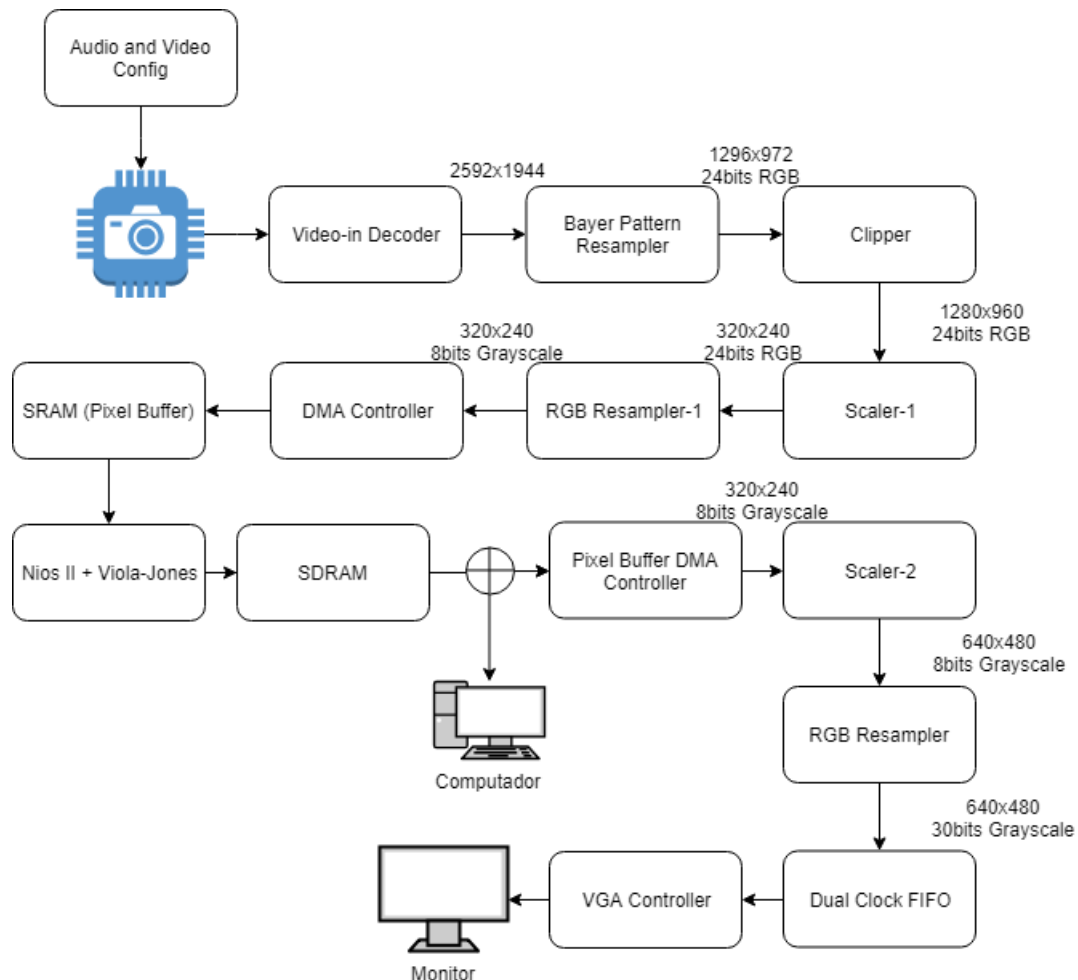 Audio and Video
Config
2592x1944
1296x972
24bits RGB
Video-in Decoder
Bayer Pattern
Resampler
Clipper
1280x960
24bits RGB
320x240
24bits RGB
320x240
8bits Grayscale
SRAM (Pixel Buffer)
DMA Controller
RGB Resampler-1
Scaler-1
320x240
8bits Grayscale
Nios II + Viola-Jones
SDRAM
Pixel Buffer DMA
Controller
Scaler-2
640x480
8bits Grayscale
Computador
RGB Resampler
640x480
30bits Grayscale
VGA Controller
Dual Clock FIFO
Monitor